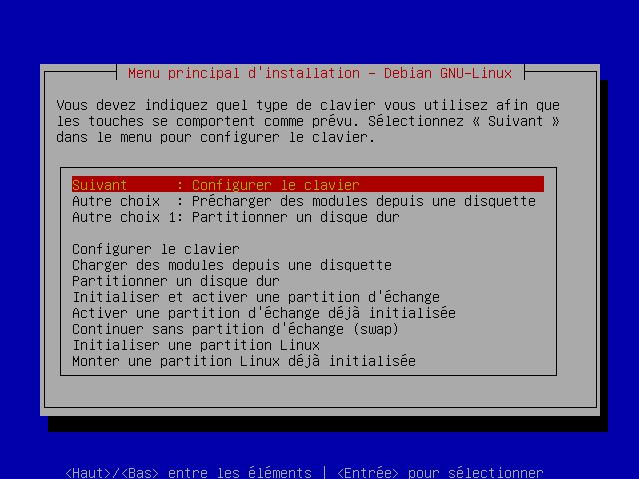 Menu principal d'installation - Debian GNU-Linux
Vous devez indiquez quel type de clavier vous utilisez afin que
les touches se comportent comme prévu. Sélectionnez « Suivant »
dans le menu pour configurer le clavier.
Suivant : Configurer le clavier
Autre choix : Précharger des modules depuis une disquette
Autre choix 1: Partitionner un disque dur
Configurer le clavier
Charger des modules depuis une disquette
Partitionner un disque dur
Initialiser et activer une partition d'échange
Activer une partition d'échange déjà initialisée
Continuer sans partition d'échange (swap)
Initialiser une partition Linux
Monter une partition Linux déjà initialisée
<Haut>/<Bas> entre les éléments | <Entrée> pour sélectionner